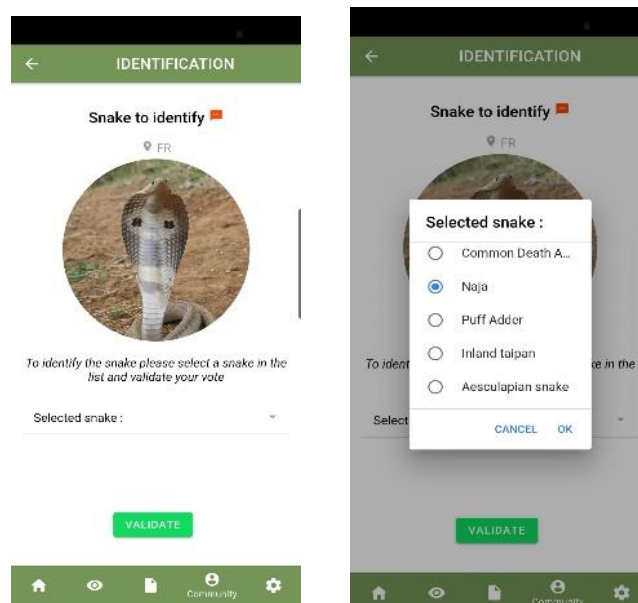 IDENTIFICATION
Snake to identify
FR
To identify the snake please select a snake in the
list and validate your vote
Selected snake :
VALIDATE
Community
IDENTIFICATION
Snake to identify
FR
Selected snake :
Common Death A...
Naja
Puff Adder
Inland taipan
Aesculapian snake
CANCEL OK
To ident
ke in the
Select
VALIDATE
Community